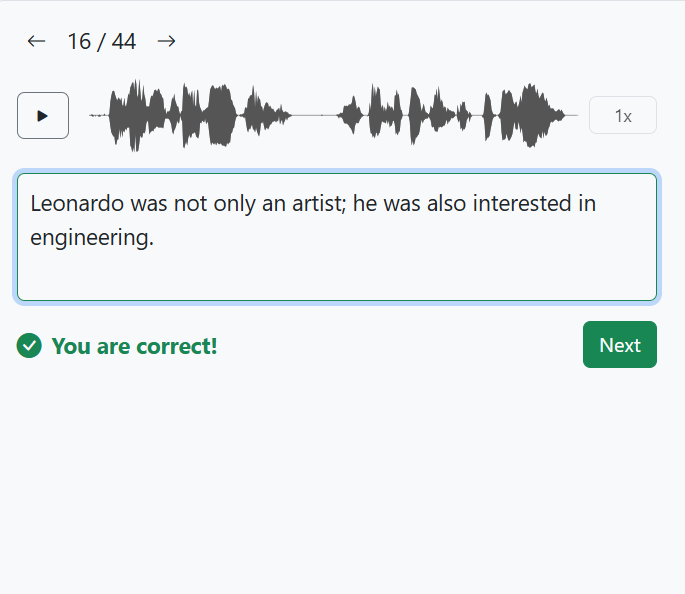 ← 16 / 44 →
1x
Leonardo was not only an artist; he was also interested in
engineering.
You are correct!
Next